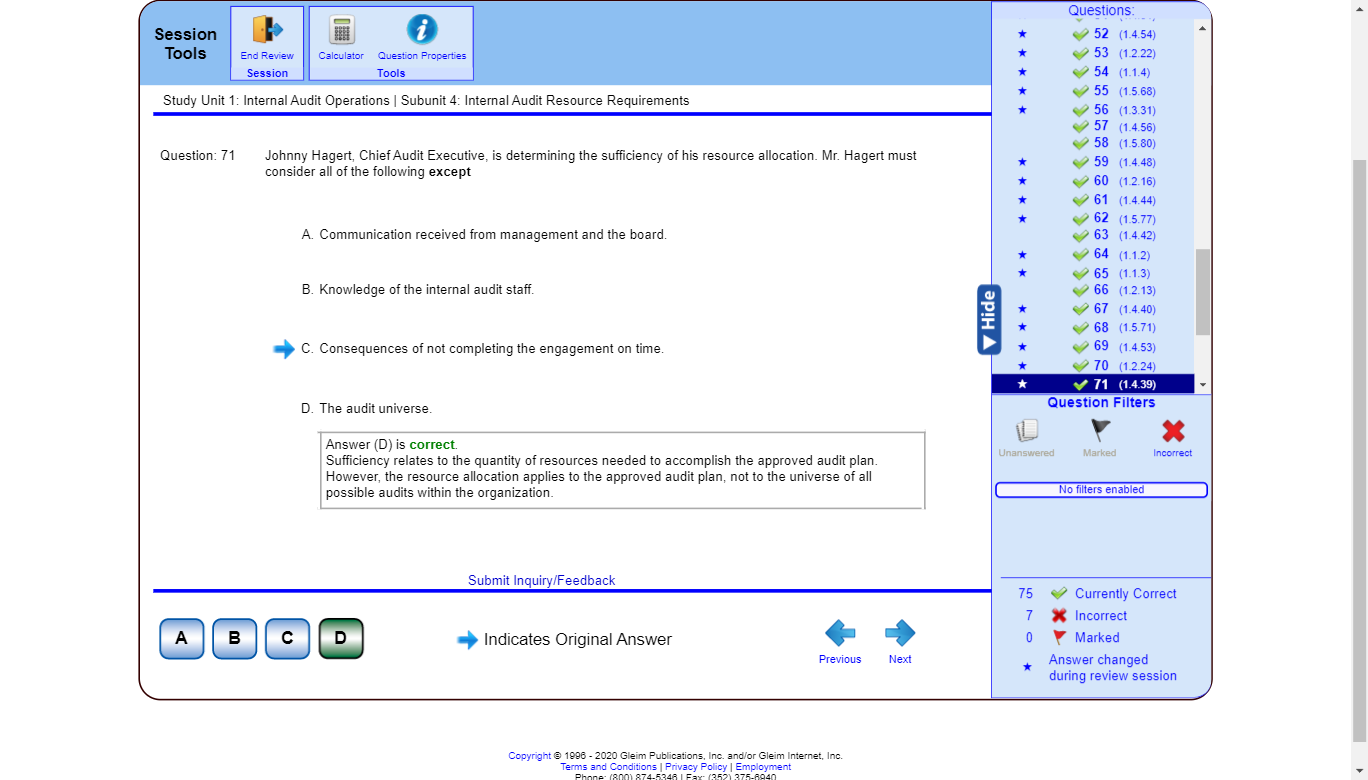 Session
Tools
End Review
Session
Calculator
Question Properties
Tools
Study Unit 1: Internal Audit Operations | Subunit 4: Internal Audit Resource Requirements
Question: 71
Johnny Hagert, Chief Audit Executive, is determining the sufficiency of his resource allocation. Mr. Hagert must
consider all of the following except
A. Communication received from management and the board.
B. Knowledge of the internal audit staff.
C. Consequences of not completing the engagement on time.
D. The audit universe.
Answer (D) is correct.
Sufficiency relates to the quantity of resources needed to accomplish the approved audit plan.
However, the resource allocation applies to the approved audit plan, not to the universe of all
possible audits within the organization.
Submit Inquiry/Feedback
A B C D
Indicates Original Answer
Previous
Next
Hide
Questions:
52 (1.4.54)
53 (1.2.22)
54 (1.1.4)
55 (1.5.68)
56 (1.3.31)
57 (1.4.56)
58 (1.5.80)
59 (1.4.48)
60 (1.2.16)
61 (1.4.44)
62 (1.5.77)
63 (1.4.42)
64 (1.1.2)
65 (1.1.3)
66 (1.2.13)
67 (1.4.40)
68 (1.5.71)
69 (1.4.53)
70 (1.2.24)
71 (1.4.39)
Question Filters
Unanswered
Marked
Incorrect
No filters enabled
75 Currently Correct
7 Incorrect
0 Marked
Answer changed
during review session
Copyright © 1996 - 2020 Gleim Publications, Inc. and/or Gleim Internet, Inc.
Terms and Conditions | Privacy Policy | Employment
Phone: (800) 874-5346 | Fax: (352) 375-6940